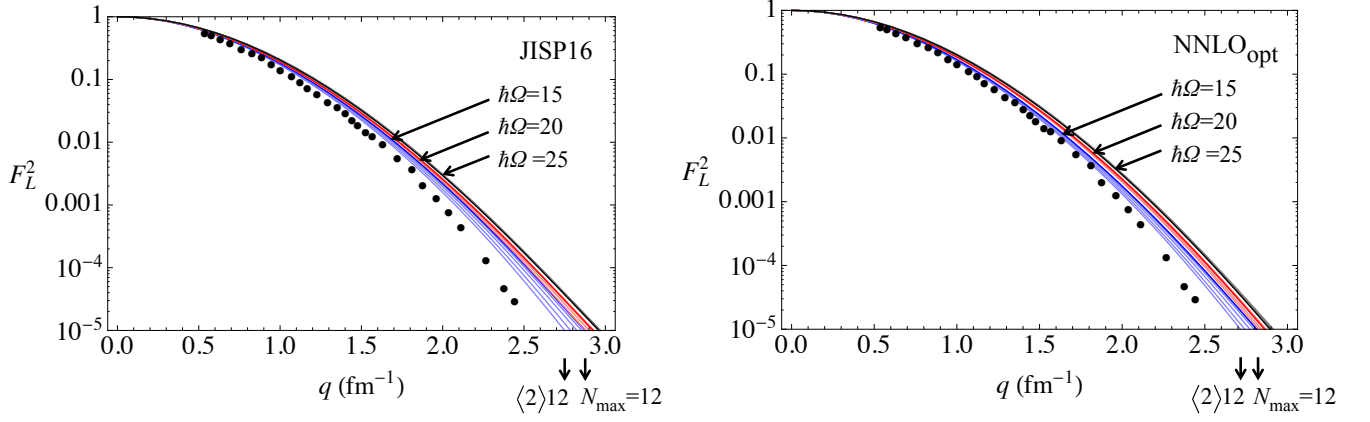 1
0.1
0.01
0.001
10⁻⁴
10⁻⁵
F_L^2
JISP16
ħΩ=15
ħΩ=20
ħΩ =25
0.0 0.5 1.0 1.5 2.0 2.5 3.0
q (fm⁻¹)
⟨2⟩12 N_max=12
1
0.1
0.01
0.001
10⁻⁴
10⁻⁵
F_L^2
NNLO_opt
ħΩ=15
ħΩ=20
ħΩ =25
0.0 0.5 1.0 1.5 2.0 2.5 3.0
q (fm⁻¹)
⟨2⟩12 N_max=12